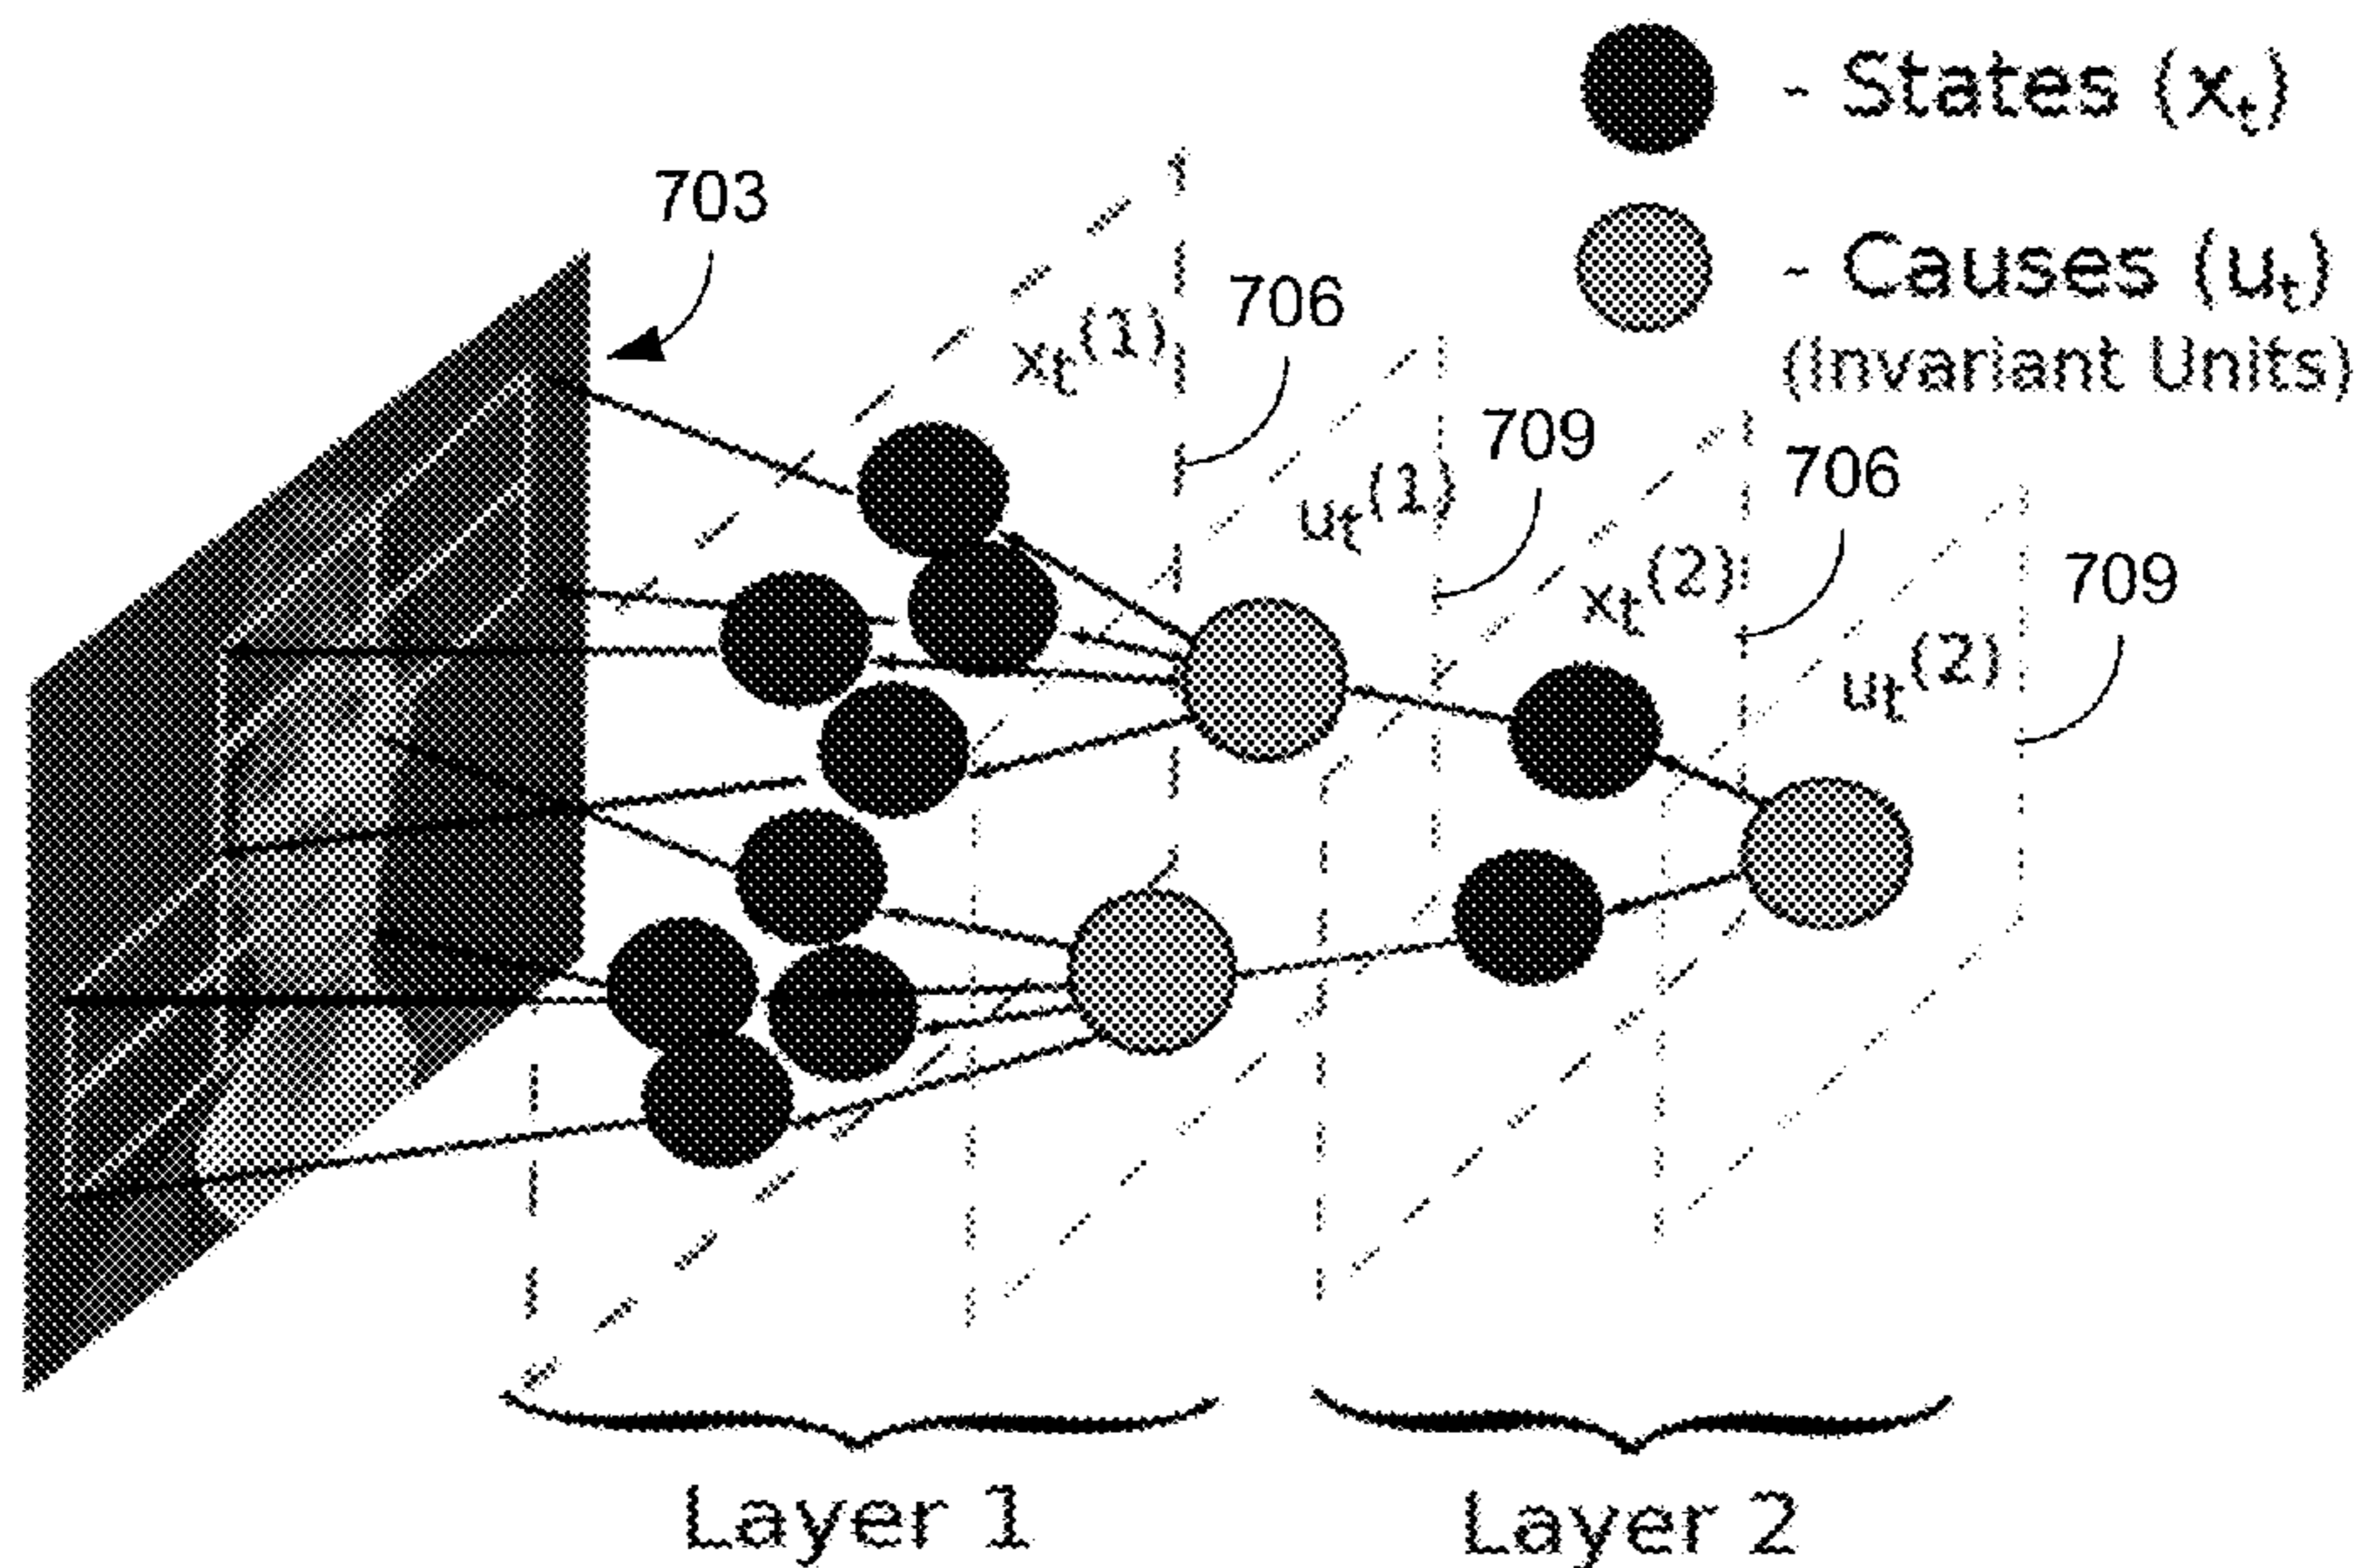 - States (xₜ)
- Causes (uₜ)
(Invariant Units)
703
xₜ⁽¹⁾
706
uₜ⁽¹⁾
709
xₜ⁽²⁾
706
uₜ⁽²⁾
709
Layer 1
Layer 2